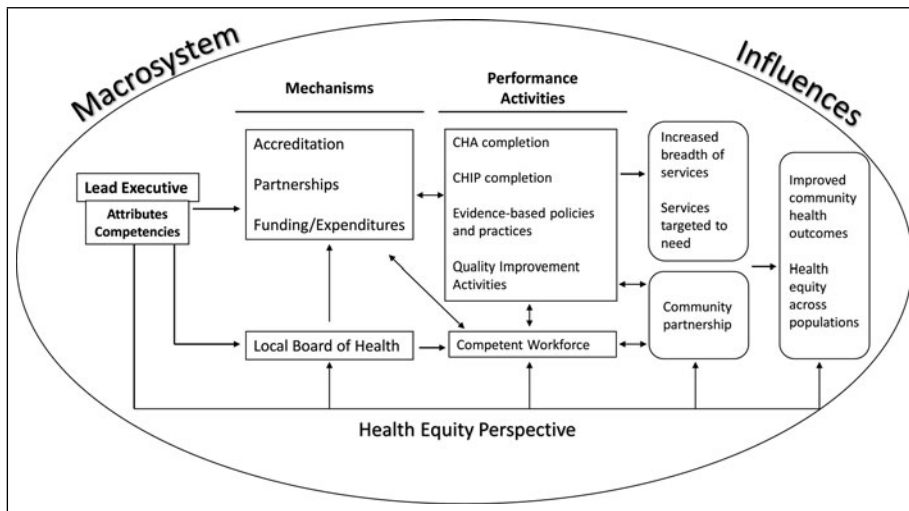 Macrosystem
Influences
Mechanisms
Performance
Activities
Accreditation
Partnerships
Funding/Expenditures
CHA completion
CHIP completion
Evidence-based policies
and practices
Quality Improvement
Activities
Increased
breadth of
services
Services
targeted to
need
Improved
community
health
outcomes
Health
equity
across
populations
Lead Executive
Attributes
Competencies
Community
partnership
Local Board of Health
Competent Workforce
Health Equity Perspective